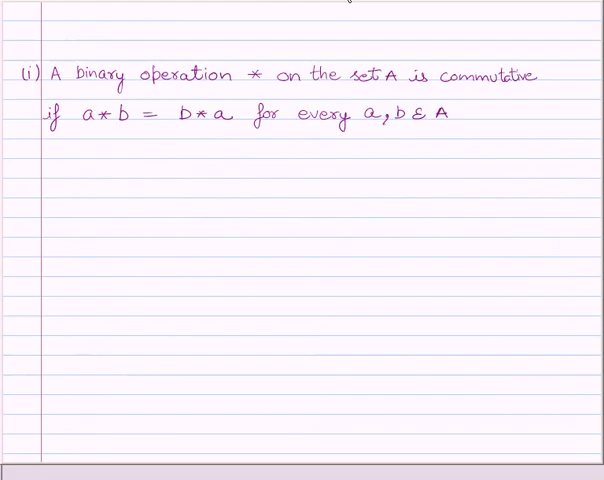 (i) A binary operation * on the set A is commutative
if a * b = b * a for every a, b ε A